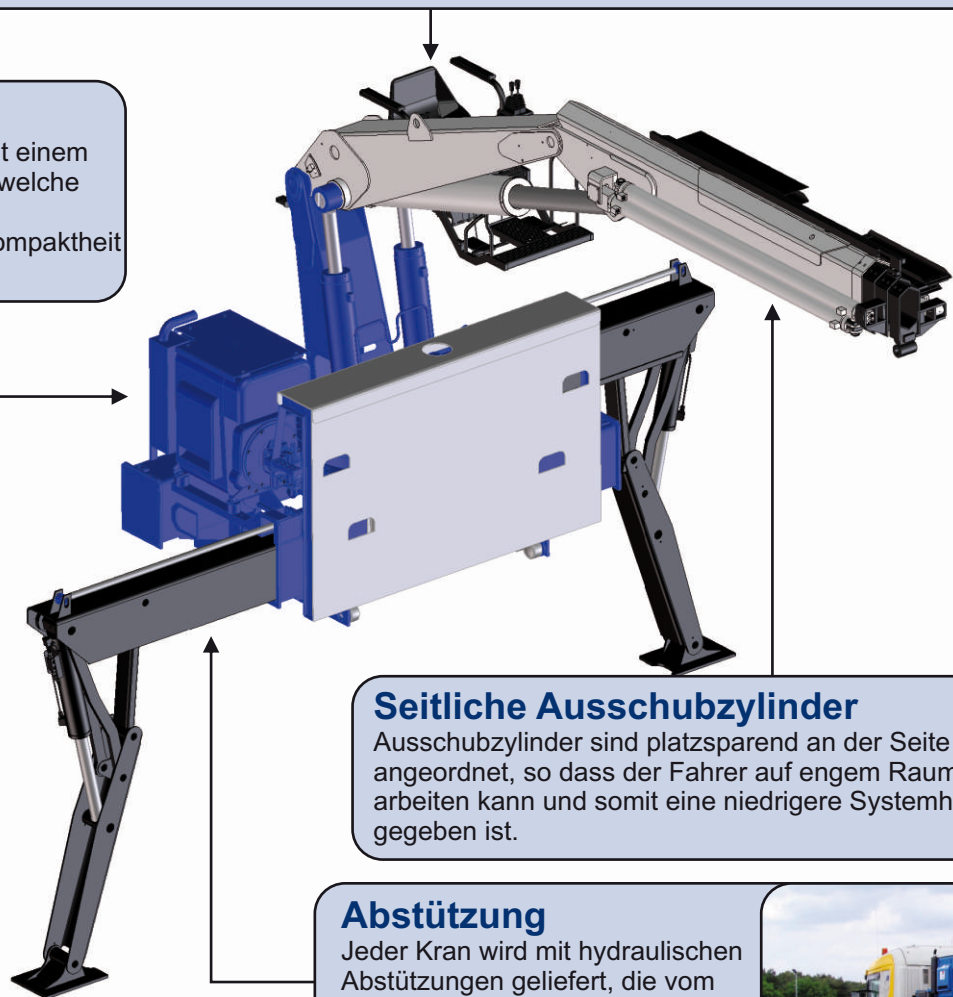 t einem
welche
ompaktheit
Seitliche Ausschubzylinder
Ausschubzylinder sind platzsparend an der Seite
angeordnet, so dass der Fahrer auf engem Raum
arbeiten kann und somit eine niedrigere Systemh
gegeben ist.
Abstützung
Jeder Kran wird mit hydraulischen
Abstützungen geliefert, die vom